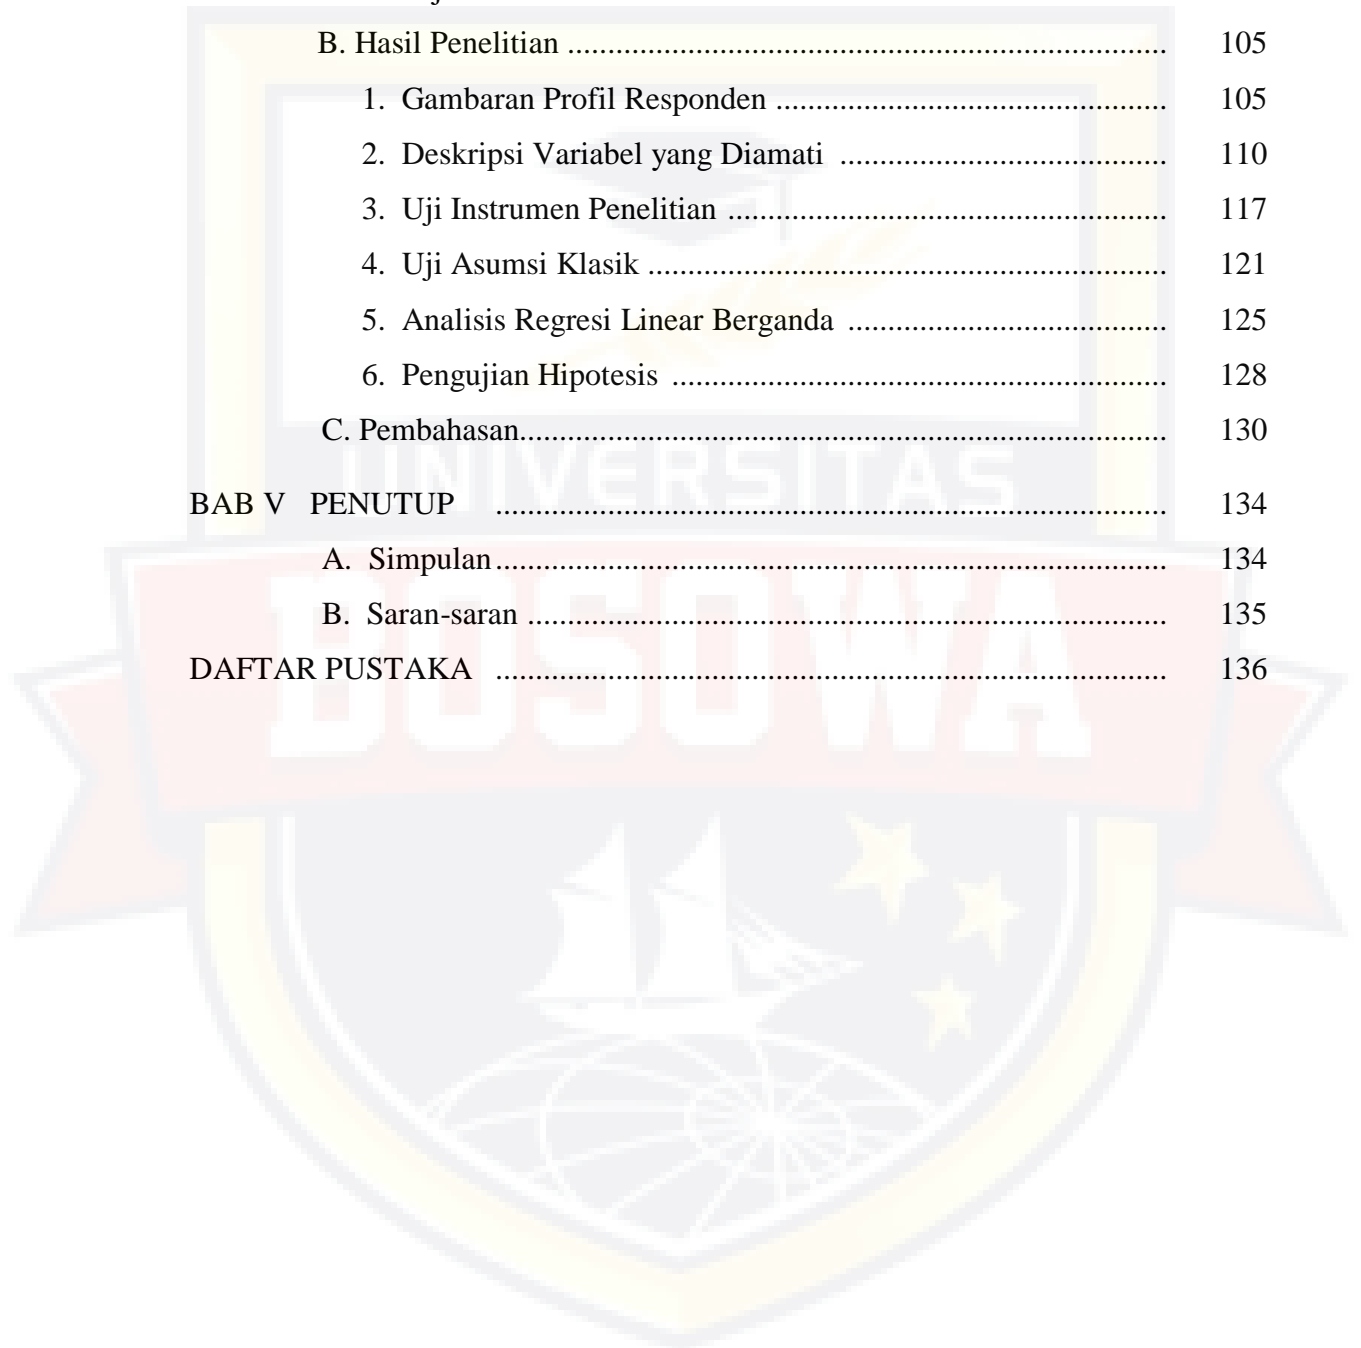 B. Hasil Penelitian .......................................................................... 105
1. Gambaran Profil Responden ................................................ 105
2. Deskripsi Variabel yang Diamati ........................................ 110
3. Uji Instrumen Penelitian ...................................................... 117
4. Uji Asumsi Klasik ................................................................ 121
5. Analisis Regresi Linear Berganda ....................................... 125
6. Pengujian Hipotesis ............................................................. 128
C. Pembahasan................................................................................ 130
UNIVERSITAS
BAB V PENUTUP ................................................................................... 134
A. Simpulan ................................................................................... 134
B. Saran-saran ............................................................................... 135
BOSOWA
DAFTAR PUSTAKA ................................................................................... 136